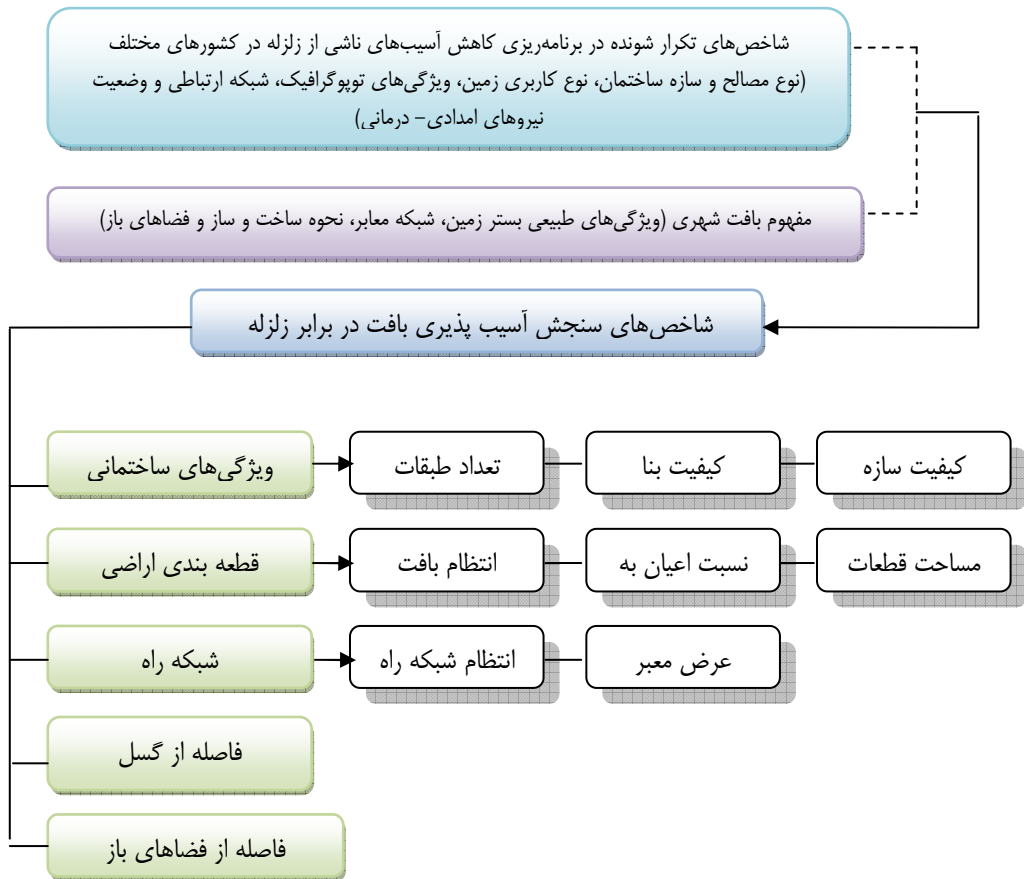 شاخص‌های تکرار شونده در برنامه‌ریزی کاهش آسیب‌های ناشی از زلزله در کشورهای مختلف
(نوع مصالح و سازه ساختمان، نوع کاربری زمین، ویژگی‌های توپوگرافیک، شبکه ارتباطی و وضعیت
نیروهای امدادی- درمانی)
مفهوم بافت شهری (ویژگی‌های طبیعی بستر زمین، شبکه معابر، نحوه ساخت و ساز و فضاهای باز)
شاخص‌های سنجش آسیب پذیری بافت در برابر زلزله
ویژگی‌های ساختمانی
تعداد طبقات
کیفیت بنا
کیفیت سازه
قطعه بندی اراضی
انتظام بافت
نسبت اعیان به
مساحت قطعات
شبکه راه
انتظام شبکه راه
عرض معبر
فاصله از گسل
فاصله از فضاهای باز